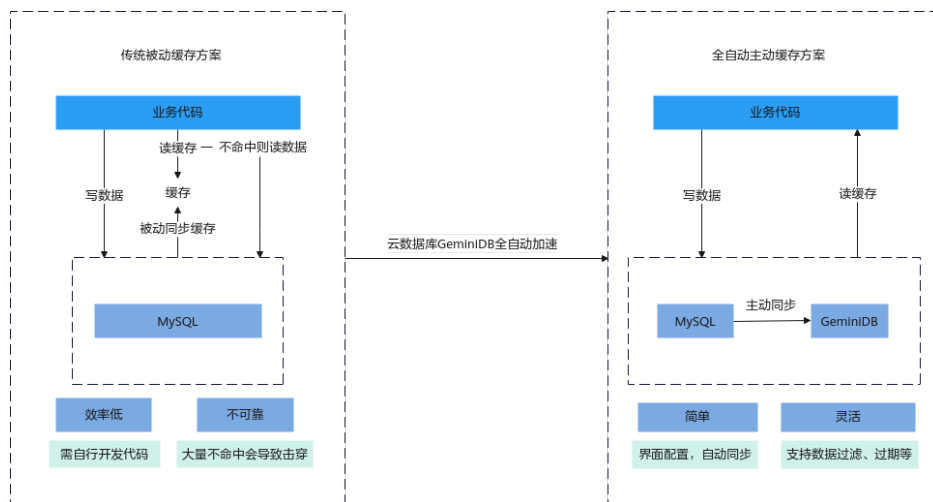 传统被动缓存方案
业务代码
读缓存 一 不命中则读数据
写数据
缓存
被动同步缓存
MySQL
效率低
不可靠
需自行开发代码
大量不命中会导致击穿
云数据库GeminiDB全自动加速
全自动主动缓存方案
业务代码
写数据
读缓存
主动同步
MySQL
GeminiDB
简单
灵活
界面配置，自动同步
支持数据过滤、过期等